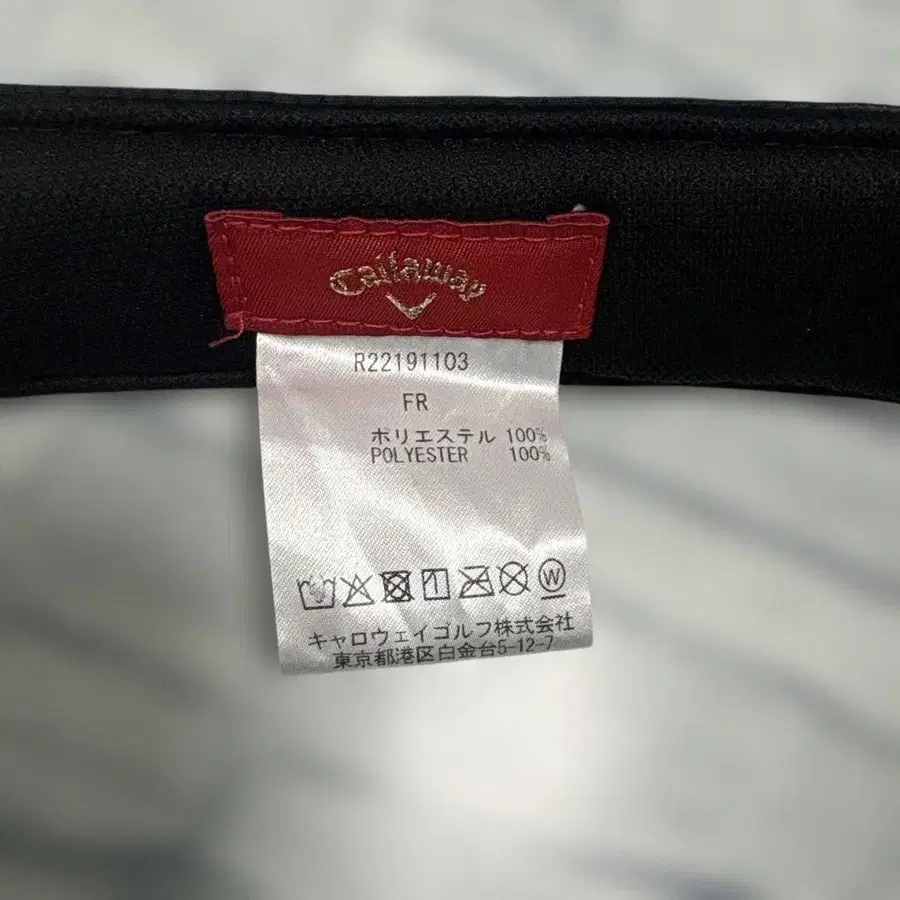 Callaway
R22191103
FR
ポリエステル 100%
POLYESTER 100%
W
キャロウェイゴルフ株式会社
東京都港区白金台5-12-7